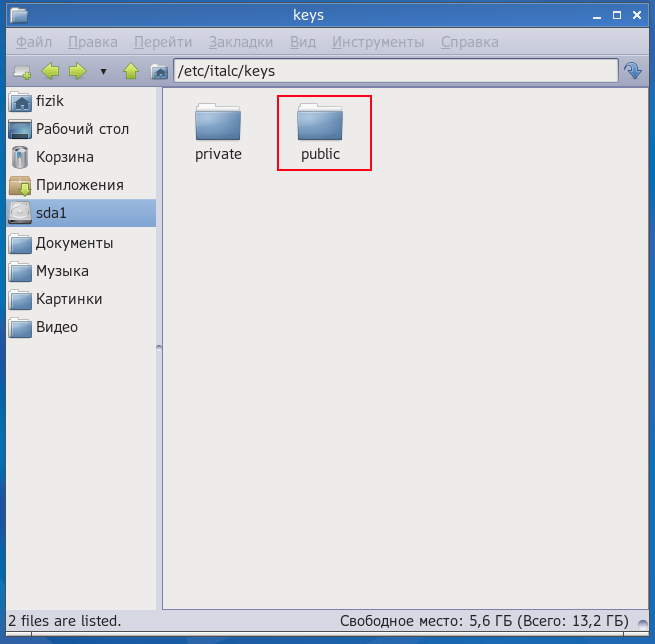 keys
Файл Правка Перейти Закладки Вид Инструменты Справка
/etc/italc/keys
fizik
Рабочий стол
Корзина
Приложения
sda1
Документы
Музыка
Картинки
Видео
private public
2 files are listed. Свободное место: 5,6 ГБ (Всего: 13,2 ГБ)